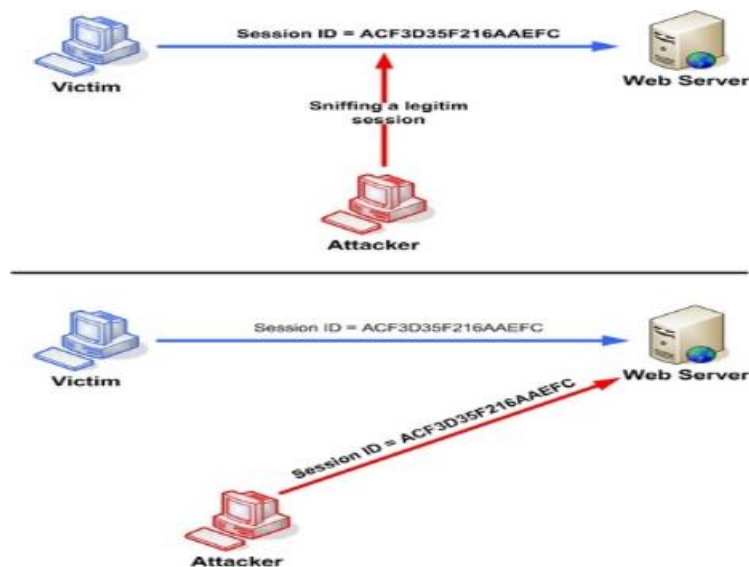 Session ID = ACF3D35F216AAEFC
Victim
Web Server
Sniffing a legitim
session
Attacker
Session ID = ACF3D35F216AAEFC
Victim
Web Server
Session ID = ACF3D35F216AAEFC
Attacker